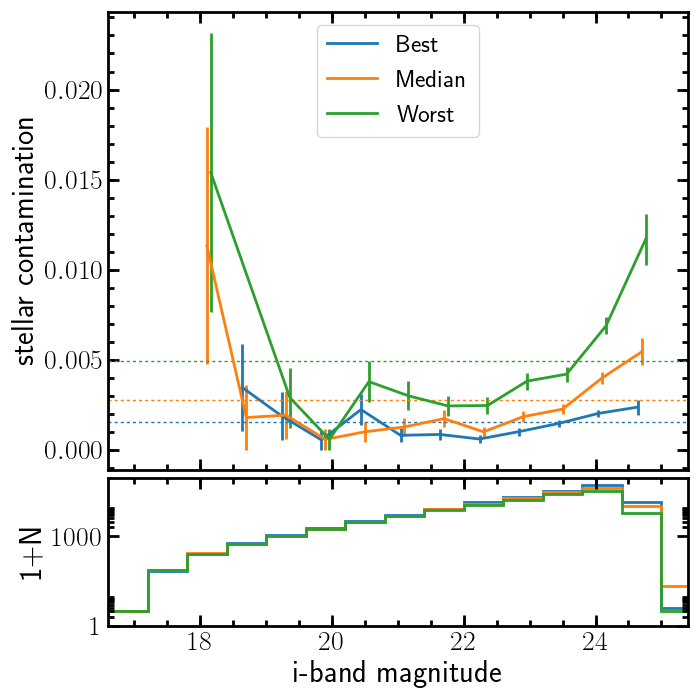 Best
Median
Worst
stellar contamination
0.020
0.015
0.010
0.005
0.000
1+N
1000
1
18
20
22
24
i-band magnitude